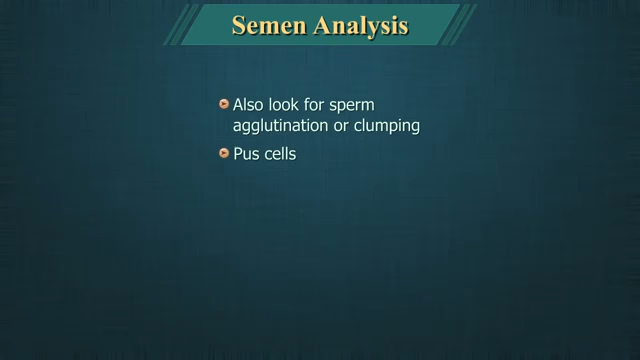 Semen Analysis
Also look for sperm
agglutination or clumping
Pus cells